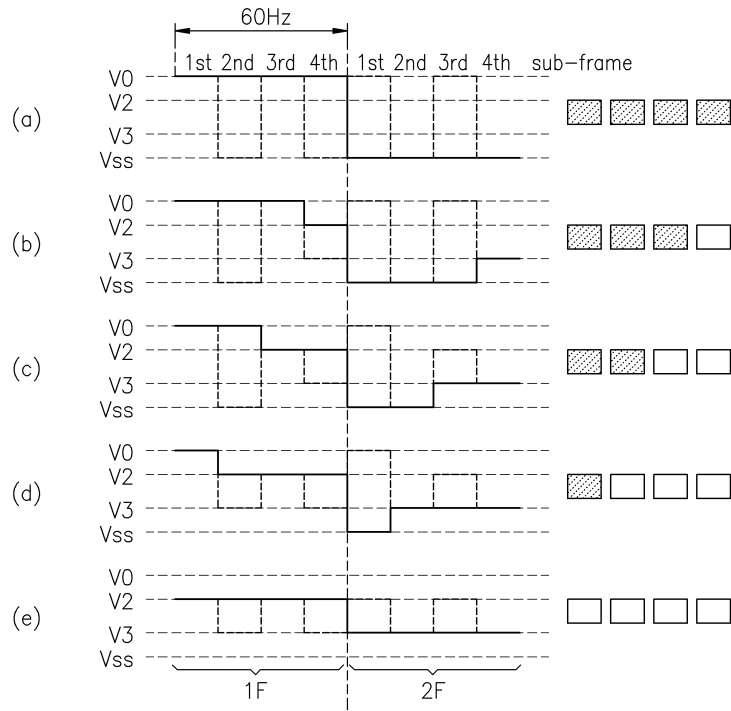 60Hz
1st 2nd 3rd 4th 1st 2nd 3rd 4th sub-frame
(a)
V0
V2
V3
Vss
(b)
V0
V2
V3
Vss
(c)
V0
V2
V3
Vss
(d)
V0
V2
V3
Vss
(e)
V0
V2
V3
Vss
1F 2F